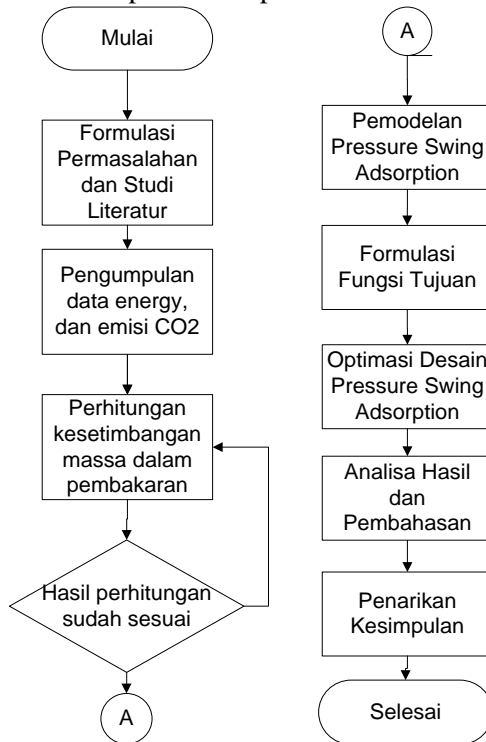 Mulai
Formulasi
Permasalahan
dan Studi
Literatur
Pengumpulan
data energy,
dan emisi CO2
Perhitungan
kesetimbangan
massa dalam
pembakaran
Hasil perhitungan
sudah sesuai
A
A
Pemodelan
Pressure Swing
Adsorption
Formulasi
Fungsi Tujuan
Optimasi Desain
Pressure Swing
Adsorption
Analisa Hasil
dan
Pembahasan
Penarikan
Kesimpulan
Selesai